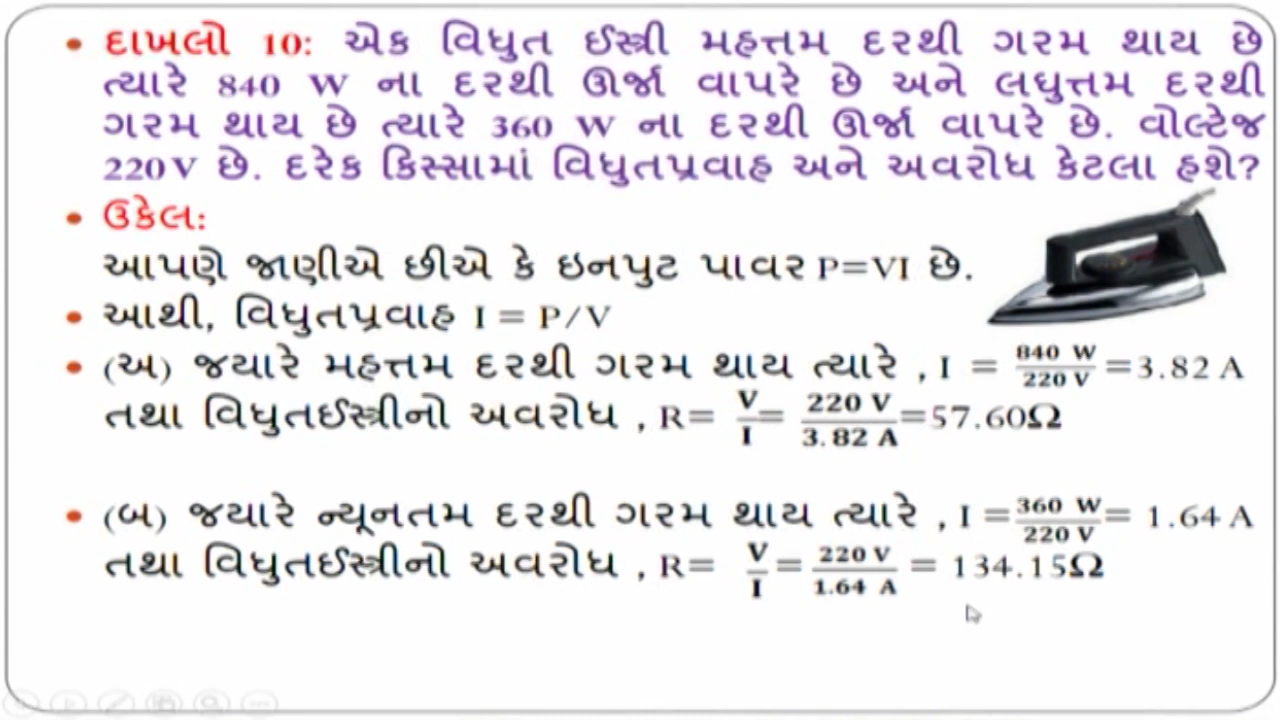 • દાખલો 10: એક વિધુત ઈસ્ત્રી મહત્તમ દરથી ગરમ થાય છે
ત્યારે 840 W ના દરથી ઊર્જા વાપરે છે અને લઘુત્તમ દરથી
ગરમ થાય છે ત્યારે 360 W ના દરથી ઊર્જા વાપરે છે. વોલ્ટેજ
220 V છે. દરેક કિસ્સામાં વિધુતપ્રવાહ અને અવરોધ કેટલા હશે?
• ઉકેલ:
આપણે જાણીએ છીએ કે ઇનપુટ પાવર P=VI છે.
• આથી, વિધુતપ્રવાહ I = P/V
• (અ) જયારે મહત્તમ દરથી ગરમ થાય ત્યારે , I = 840 W / 220 V = 3.82 A
તથા વિધુતઈસ્ત્રીનો અવરોધ , R= V/I = 220 V / 3.82 A = 57.60Ω
• (બ) જયારે ન્યૂનતમ દરથી ગરમ થાય ત્યારે , I = 360 W / 220 V = 1.64 A
તથા વિધુતઈસ્ત્રીનો અવરોધ , R= V/I = 220 V / 1.64 A = 134.15Ω